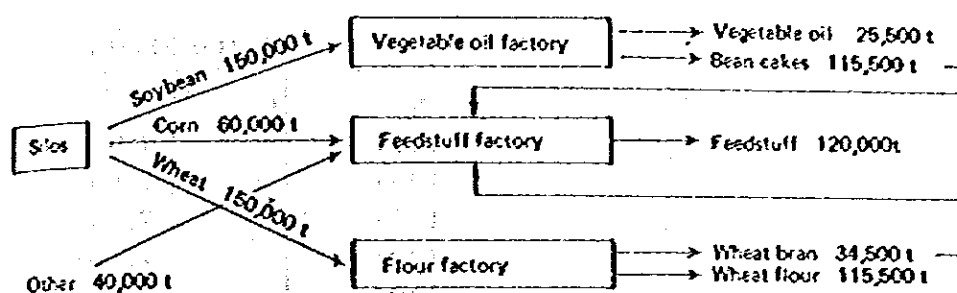 Soybean 150,000 t
Vegetable oil factory
Vegetable oil 25,500 t
Bean cakes 115,500 t
Silos
Corn 60,000 t
Feedstuff factory
Feedstuff 120,000t
Wheat 150,000 t
Other 40,000 t
Flour factory
Wheat bran 34,500 t
Wheat flour 115,500 t